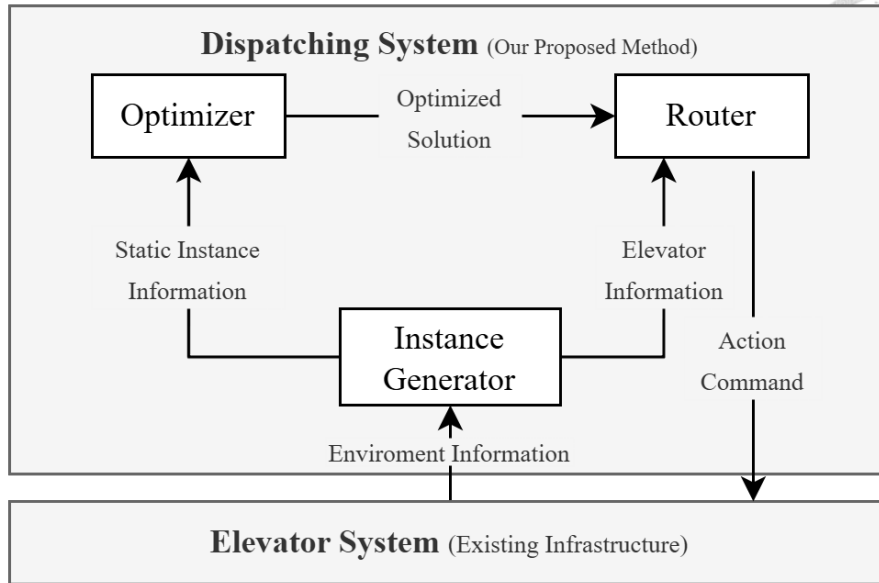 Dispatching System (Our Proposed Method)
Optimizer
Optimized
Solution
Router
Static Instance
Information
Elevator
Information
Instance
Generator
Action
Command
Enviroment Information
Elevator System (Existing Infrastructure)